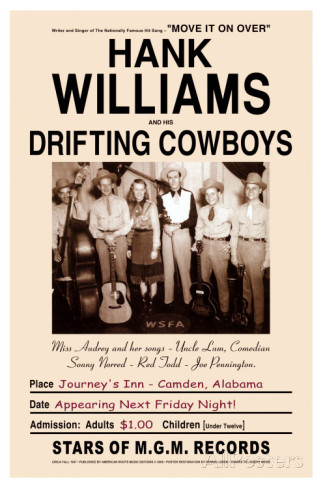 Writer and Singer of The Nationally Famous Hit Song – "MOVE IT ON OVER"
HANK
WILLIAMS
AND HIS
DRIFTING COWBOYS
WSFA
Miss Audrey and her songs - Uncle Lum, Comedian
Sonny Norred - Red Todd - Joe Pennington.
Place Journey's Inn - Camden, Alabama
Date Appearing Next Friday Night!
Admission: Adults $1.00 Children [Under Twelve]
STARS OF M.G.M. RECORDS
AllPosters